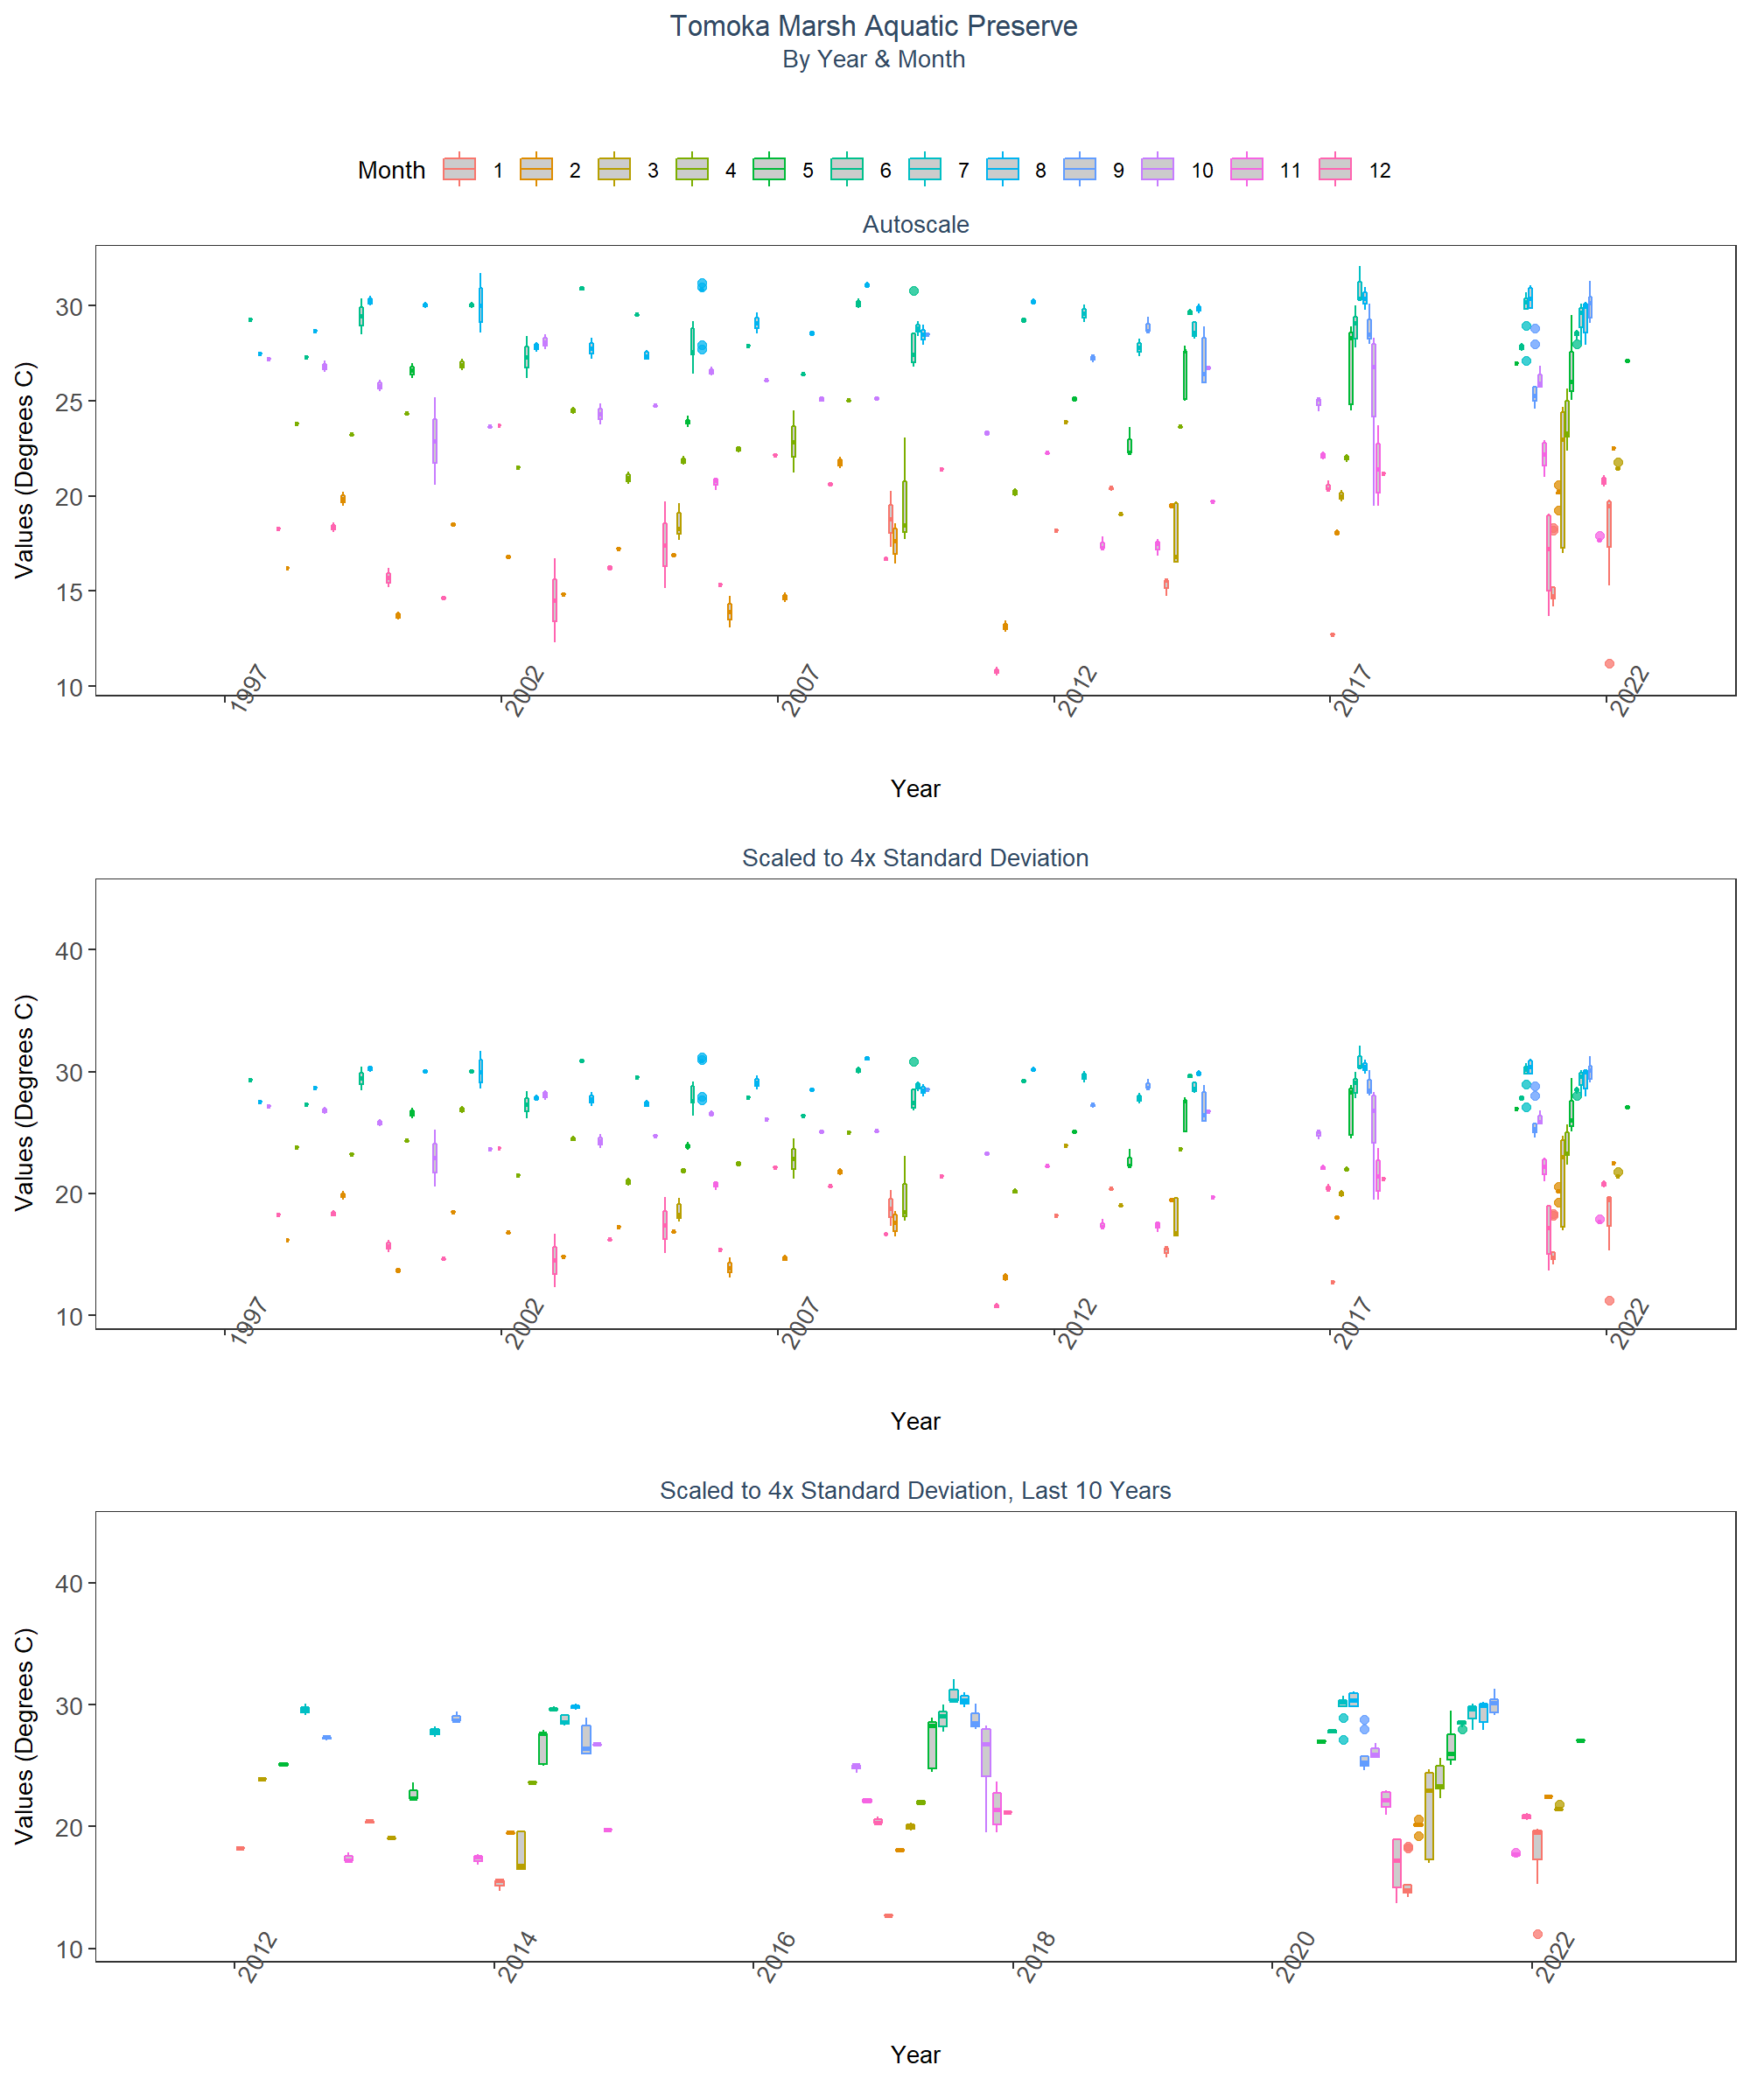 Tomoka Marsh Aquatic Preserve
By Year & Month
Month 1 2 3 4 5 6 7 8 9 10 11 12
Autoscale
Values (Degrees C)
30
25
20
15
10
1997 2002 2007 2012 2017 2022
Year
Scaled to 4x Standard Deviation
Values (Degrees C)
40
30
20
10
1997 2002 2007 2012 2017 2022
Year
Scaled to 4x Standard Deviation, Last 10 Years
Values (Degrees C)
40
30
20
10
2012 2014 2016 2018 2020 2022
Year